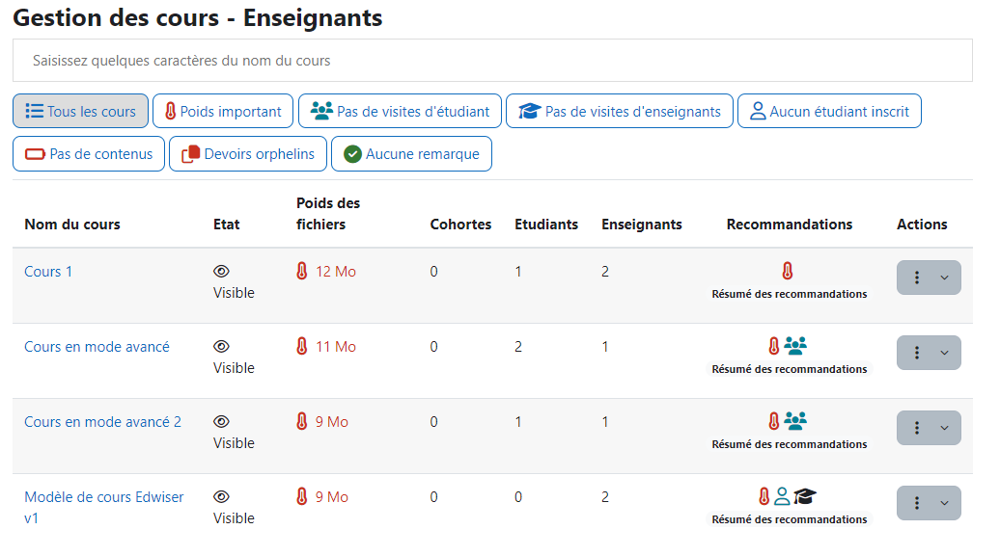 Gestion des cours - Enseignants
Saisissez quelques caractères du nom du cours
Tous les cours Poids important Pas de visites d'étudiant Pas de visites d'enseignants Aucun étudiant inscrit
Pas de contenus Devoirs orphelins Aucune remarque
Nom du cours Etat Poids des fichiers Cohortes Etudiants Enseignants Recommandations Actions
Cours 1 12 Mo 0 1 2
Visible Résumé des recommandations
Cours en mode avancé 11 Mo 0 2 1
Visible Résumé des recommandations
Cours en mode avancé 2 9 Mo 0 1 1
Visible Résumé des recommandations
Modèle de cours Edwiser 9 Mo 0 0 2
v1 Visible Résumé des recommandations